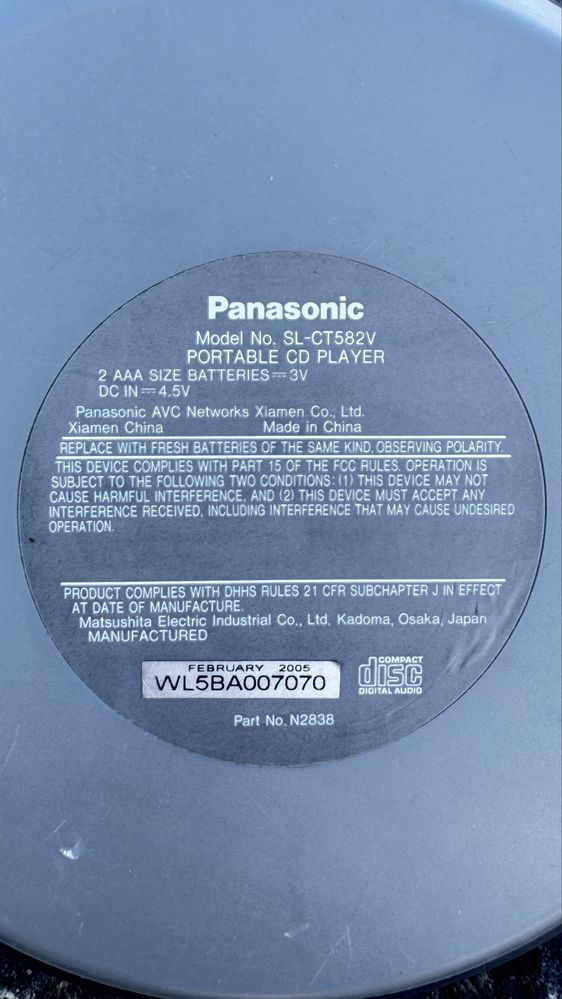 Panasonic
Model No. SL-CT582V
PORTABLE CD PLAYER
2 AAA SIZE BATTERIES⎓3V
DC IN⎓4.5V
Panasonic AVC Networks Xiamen Co., Ltd.
Xiamen China Made in China
REPLACE WITH FRESH BATTERIES OF THE SAME KIND, OBSERVING POLARITY.
THIS DEVICE COMPLIES WITH PART 15 OF THE FCC RULES. OPERATION IS
SUBJECT TO THE FOLLOWING TWO CONDITIONS: (1) THIS DEVICE MAY NOT
CAUSE HARMFUL INTERFERENCE, AND (2) THIS DEVICE MUST ACCEPT ANY
INTERFERENCE RECEIVED, INCLUDING INTERFERENCE THAT MAY CAUSE UNDESIRED
OPERATION.
PRODUCT COMPLIES WITH DHHS RULES 21 CFR SUBCHAPTER J IN EFFECT
AT DATE OF MANUFACTURE.
Matsushita Electric Industrial Co., Ltd. Kadoma, Osaka, Japan
MANUFACTURED
FEBRUARY 2005
WL5BA007070
COMPACT
disc
DIGITAL AUDIO
Part No. N2838